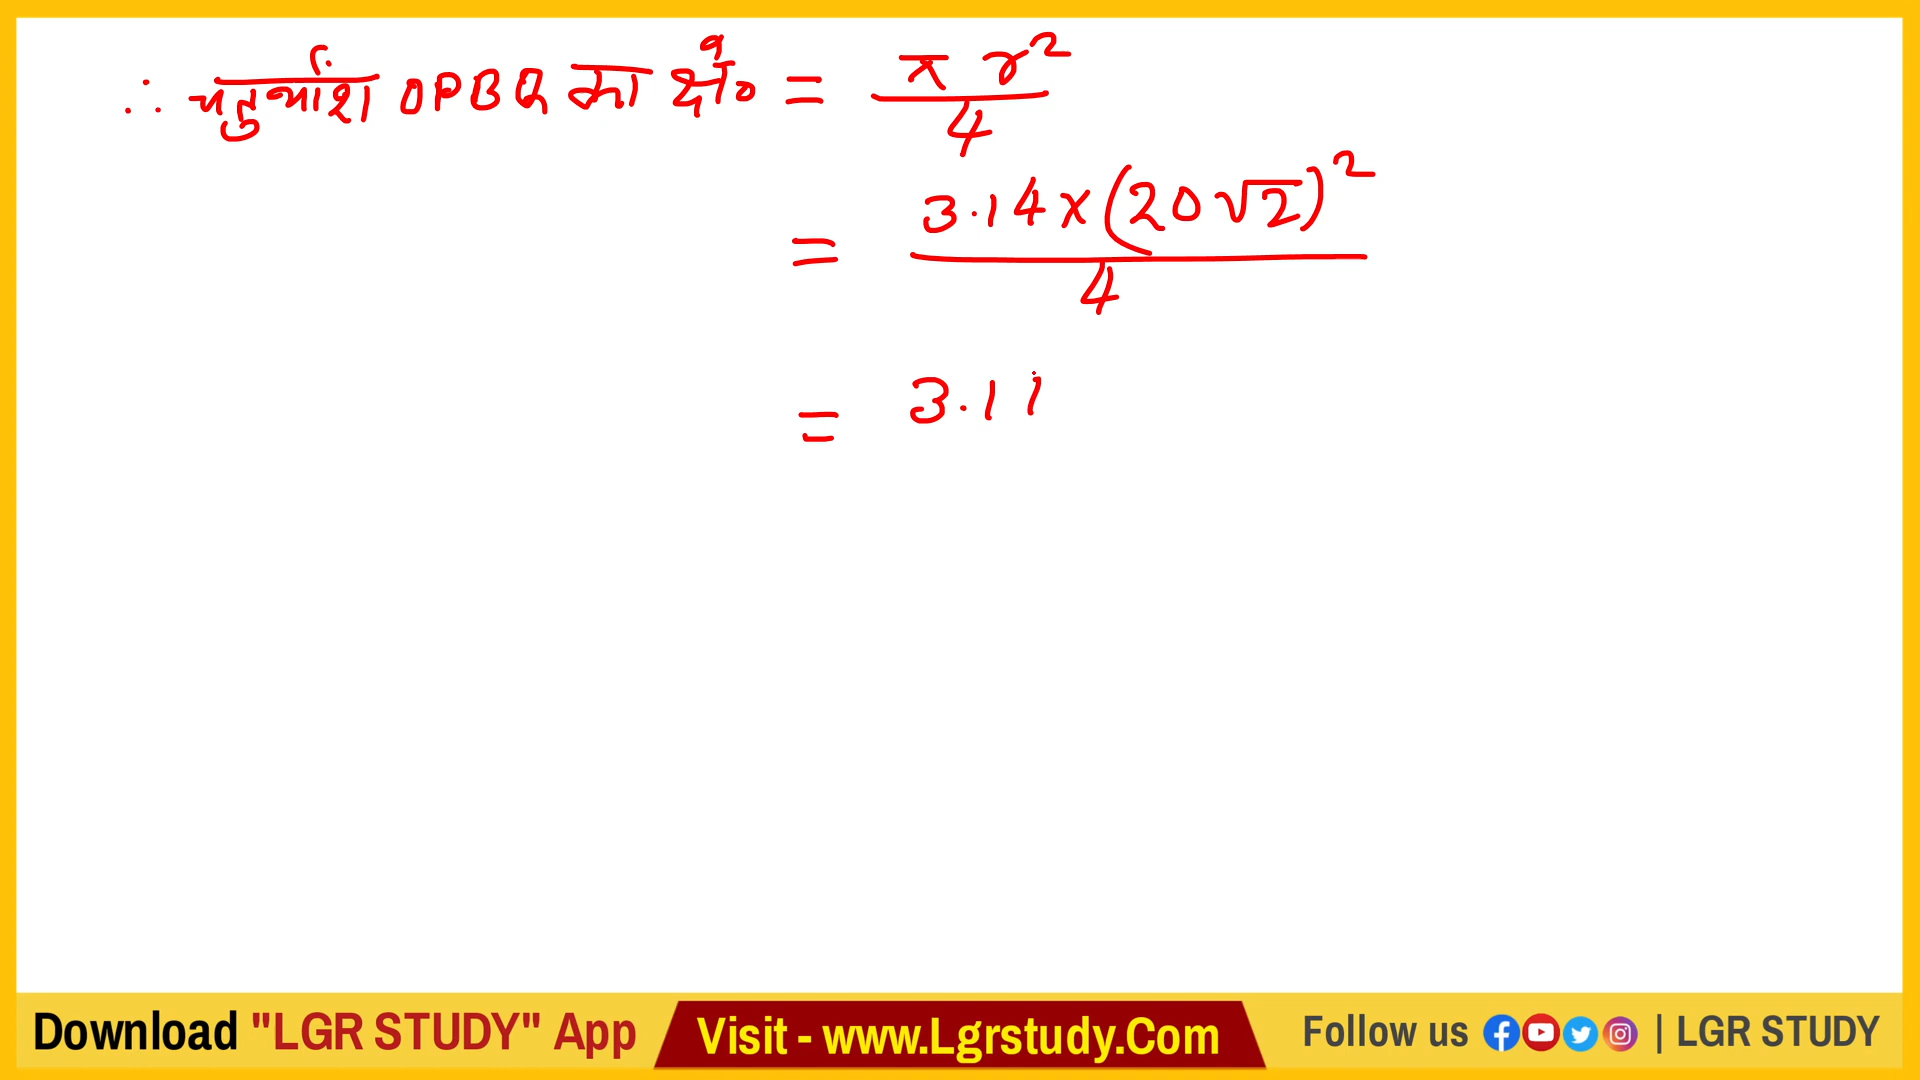 ∴ चतुर्थांश OPBQ का क्षे० = π r² / 4
= 3.14 × (20√2)² / 4
= 3.11
Download "LGR STUDY" App
Visit - www.Lgrstudy.Com
Follow us | LGR STUDY